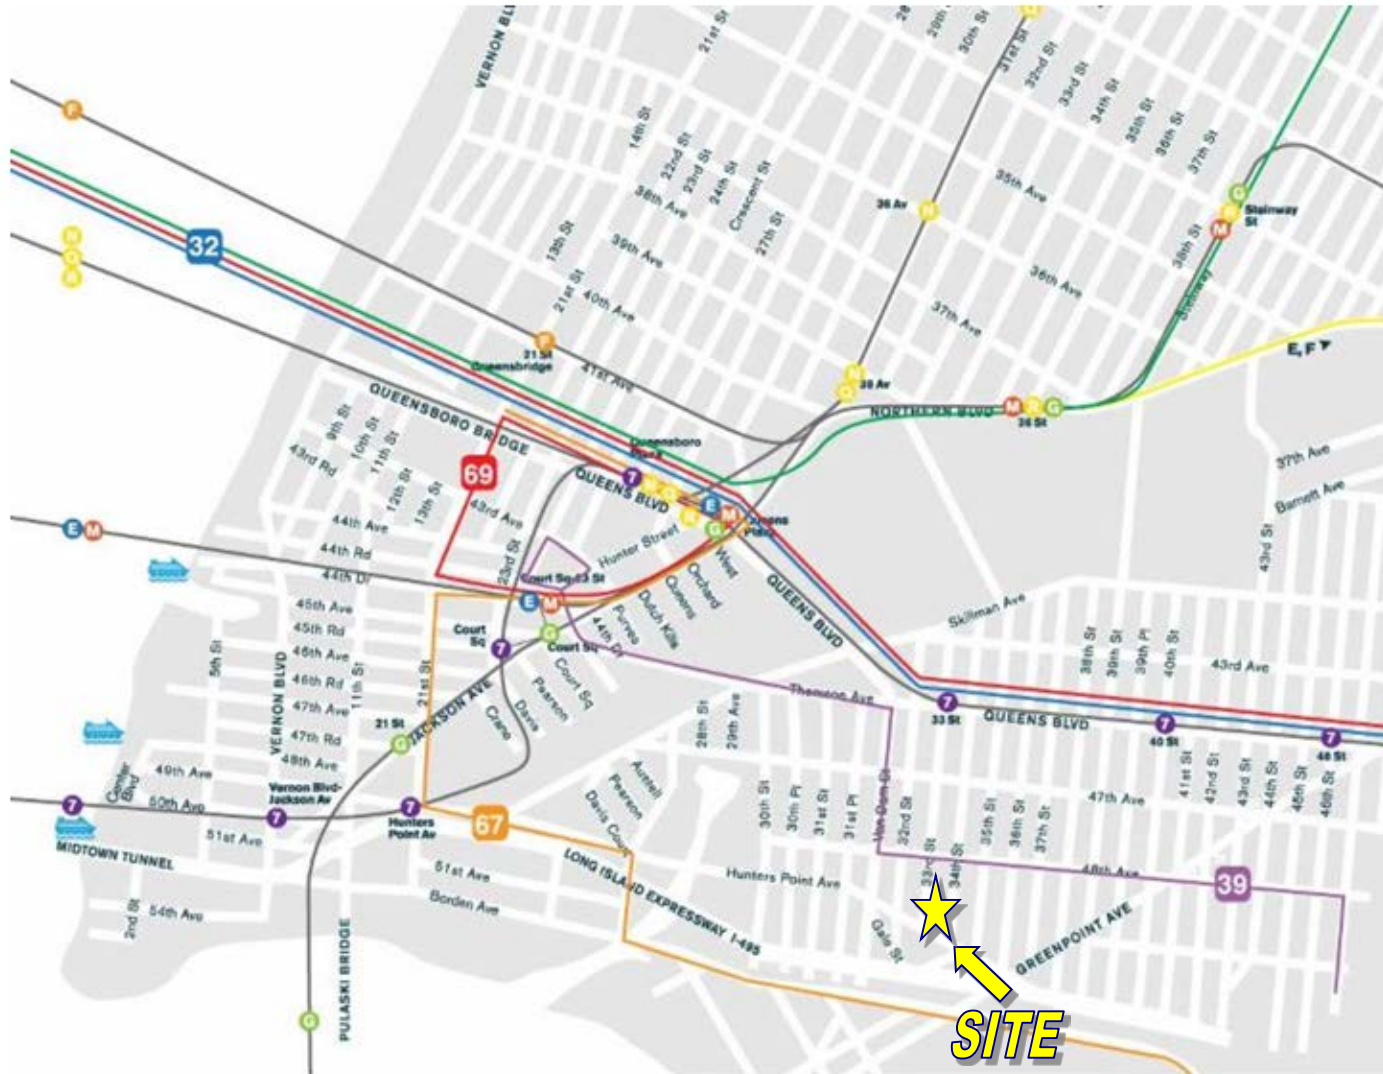 VERNON BL
21st St
29th St
30th St
31st St
32nd St
33rd St
34th St
35th St
36th St
37th St
F
14th St
22nd St
23rd St
24th St
Crescent St
27th St
38th Ave
35th Ave
36 Av
N
G
R
Steinway
St
M
32
N
Q
R
13th St
39th Ave
38th St
36th Ave
21st St
40th Ave
Steinway
37th Ave
F
21 St
Queensbridge
41st Ave
E, F
N
Q
39 Av
NORTHERN BLVD
M R G
36 St
QUEENSBORO BRIDGE
9th St
10th St
11th St
43rd Rd
12th St
13th St
69
Queensboro
Plaza
7
N
Q
QUEENS BLVD
R
E
M
G
Queens
Plaza
37th Ave
Barnett Ave
43rd St
E M
44th Ave
43rd Ave
44th Rd
44th Dr
23rd St
Hunter Street
West
Orchard
Queens
Dutch Kills
Purves
44th Dr
Court Sq-23 St
E M
QUEENS BLVD
Skillman Ave
45th Ave
45th Rd
46th Ave
46th Rd
47th Ave
47th Rd
48th Ave
5th St
VERNON BLVD
11th St
21st St
Court
Sq
7
G
Court Sq
Court Sq
Pearson
Davis
Crane
38th St
39th St
39th Pl
40th St
43rd Ave
Thomson Ave
28th St
29th Ave
7
33 St
QUEENS BLVD
7
40 St
7
46 St
21 St
G
JACKSON AVE
Center
Blvd
49th Ave
50th Ave
51st Ave
7
Vernon Blvd-
Jackson Av
7
7
Hunters
Point Av
67
Austell
Pearson
Davis Court
30th St
30th Pl
31st St
31st Pl
Van Dam St
32nd St
33rd St
34th St
35th St
36th St
37th St
47th Ave
41st St
42nd St
43rd St
44th St
45th St
46th St
MIDTOWN TUNNEL
51st Ave
Borden Ave
LONG ISLAND EXPRESSWAY I-495
Hunters Point Ave
48th Ave
39
2nd St
54th Ave
Gale St
GREENPOINT AVE
PULASKI BRIDGE
G
SITE